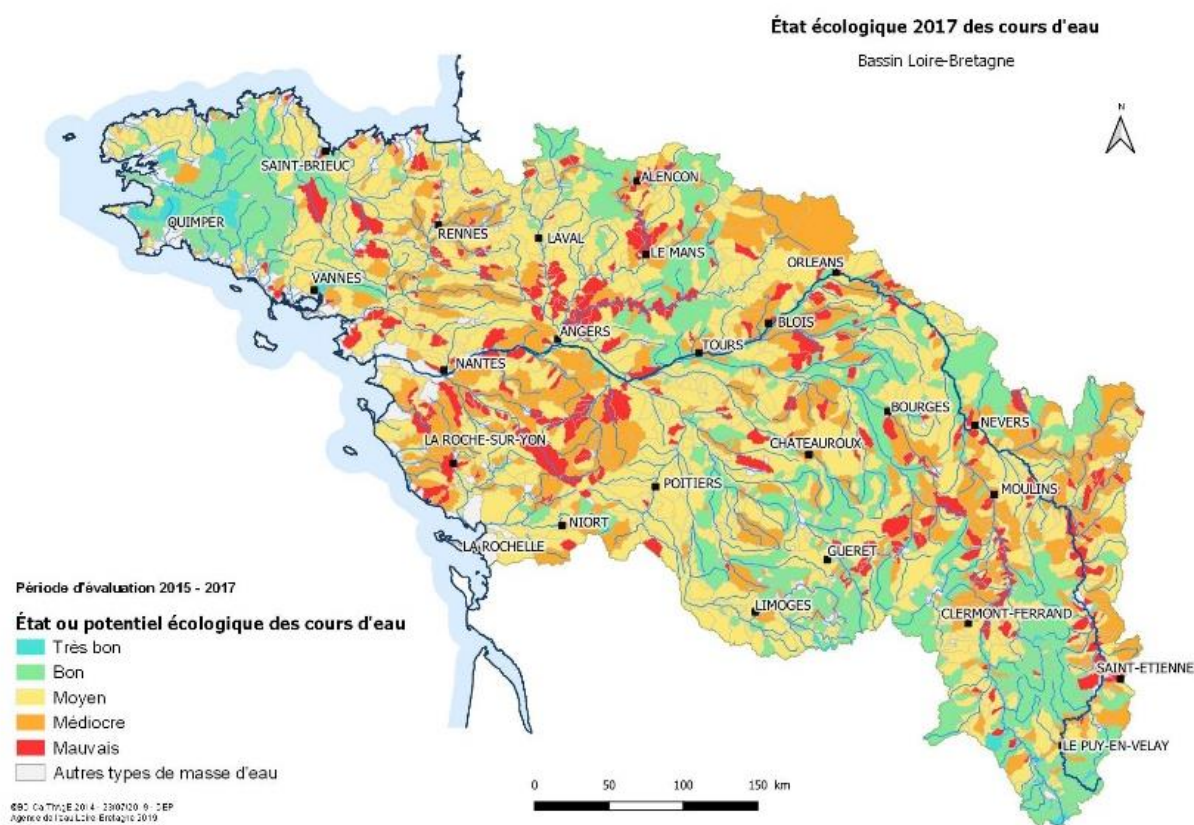 État écologique 2017 des cours d'eau
Bassin Loire-Bretagne
N
SAINT-BRIEUC
ALENCON
QUIMPER
RENNES
LAVAL
LE MANS
ORLEANS
VANNES
BLOIS
ANGERS
TOURS
NANTES
BOURGES
NEVERS
LA ROCHE-SUR-YON
CHATEAUROUX
MOULINS
POITIERS
NIORT
LA ROCHELLE
GUERET
LIMOGES
CLERMONT-FERRAND
SAINT-ETIENNE
LE PUY-EN-VELAY
Période d'évaluation 2015 - 2017
État ou potentiel écologique des cours d'eau
Très bon
Bon
Moyen
Médiocre
Mauvais
Autres types de masse d'eau
0 50 100 150 km
Agence de l'eau Loire-Bretagne 2019